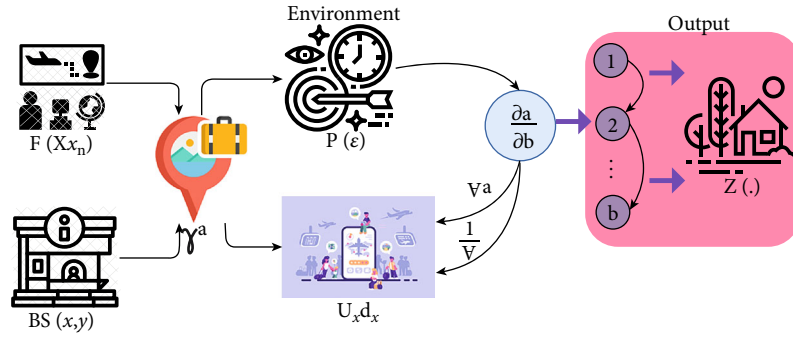 Environment
Output
F (Xxₙ)
P (ε)
∂a
∂b
1
2
⋮
b
Z (.)
γᵃ
∀ᵃ
1
∀
BS (x,y)
Uₓdₓ